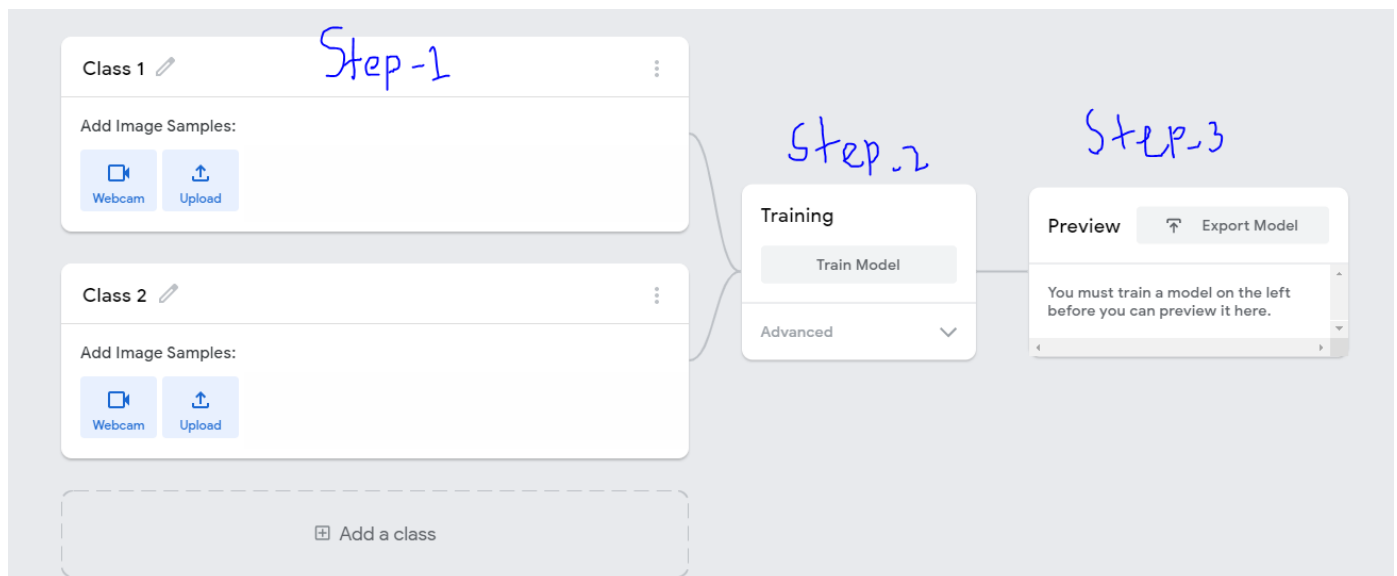 Class 1
Step-1
Add Image Samples:
Webcam
Upload
Class 2
Add Image Samples:
Webcam
Upload
Add a class
Step-2
Training
Train Model
Advanced
Step-3
Preview
Export Model
You must train a model on the left
before you can preview it here.